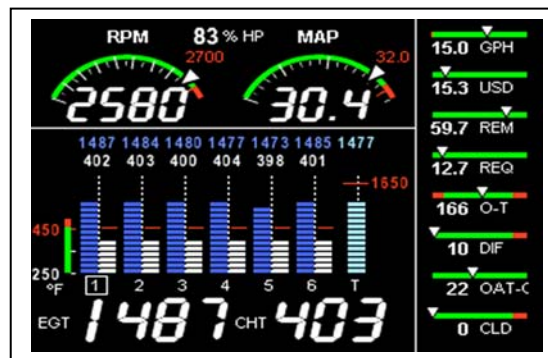 RPM 83 % HP MAP
2700 32.0
2580 30.4
1487 1484 1480 1477 1473 1485 1477
402 403 400 404 398 401
1650
450
250
°F 1 2 3 4 5 6 T
EGT 1487 CHT 403
15.0 GPH
15.3 USD
59.7 REM
12.7 REQ
166 O-T
10 DIF
22 OAT-C
0 CLD